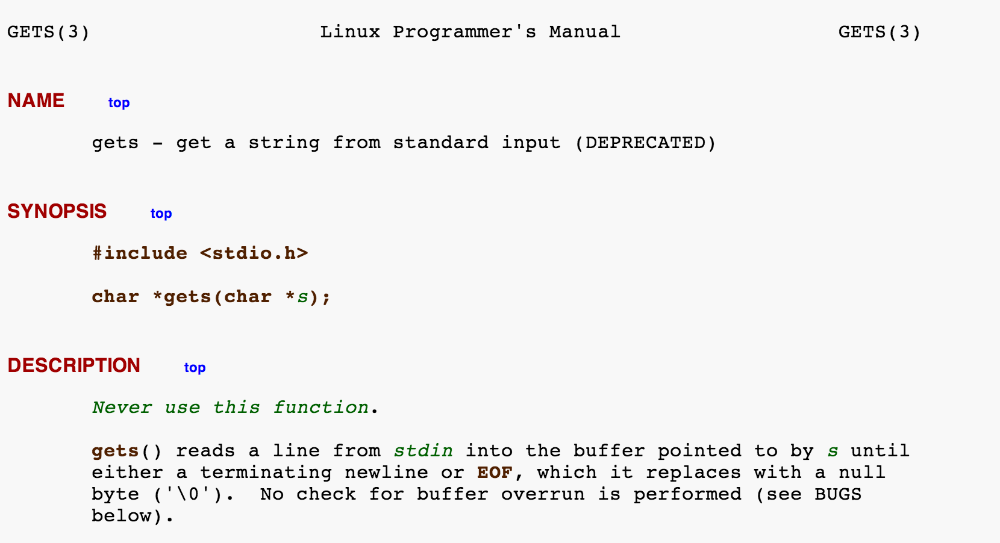 GETS(3) Linux Programmer's Manual GETS(3)
NAME top
gets - get a string from standard input (DEPRECATED)
SYNOPSIS top
#include <stdio.h>
char *gets(char *s);
DESCRIPTION top
Never use this function.
gets() reads a line from stdin into the buffer pointed to by s until
either a terminating newline or EOF, which it replaces with a null
byte ('\0').  No check for buffer overrun is performed (see BUGS
below).